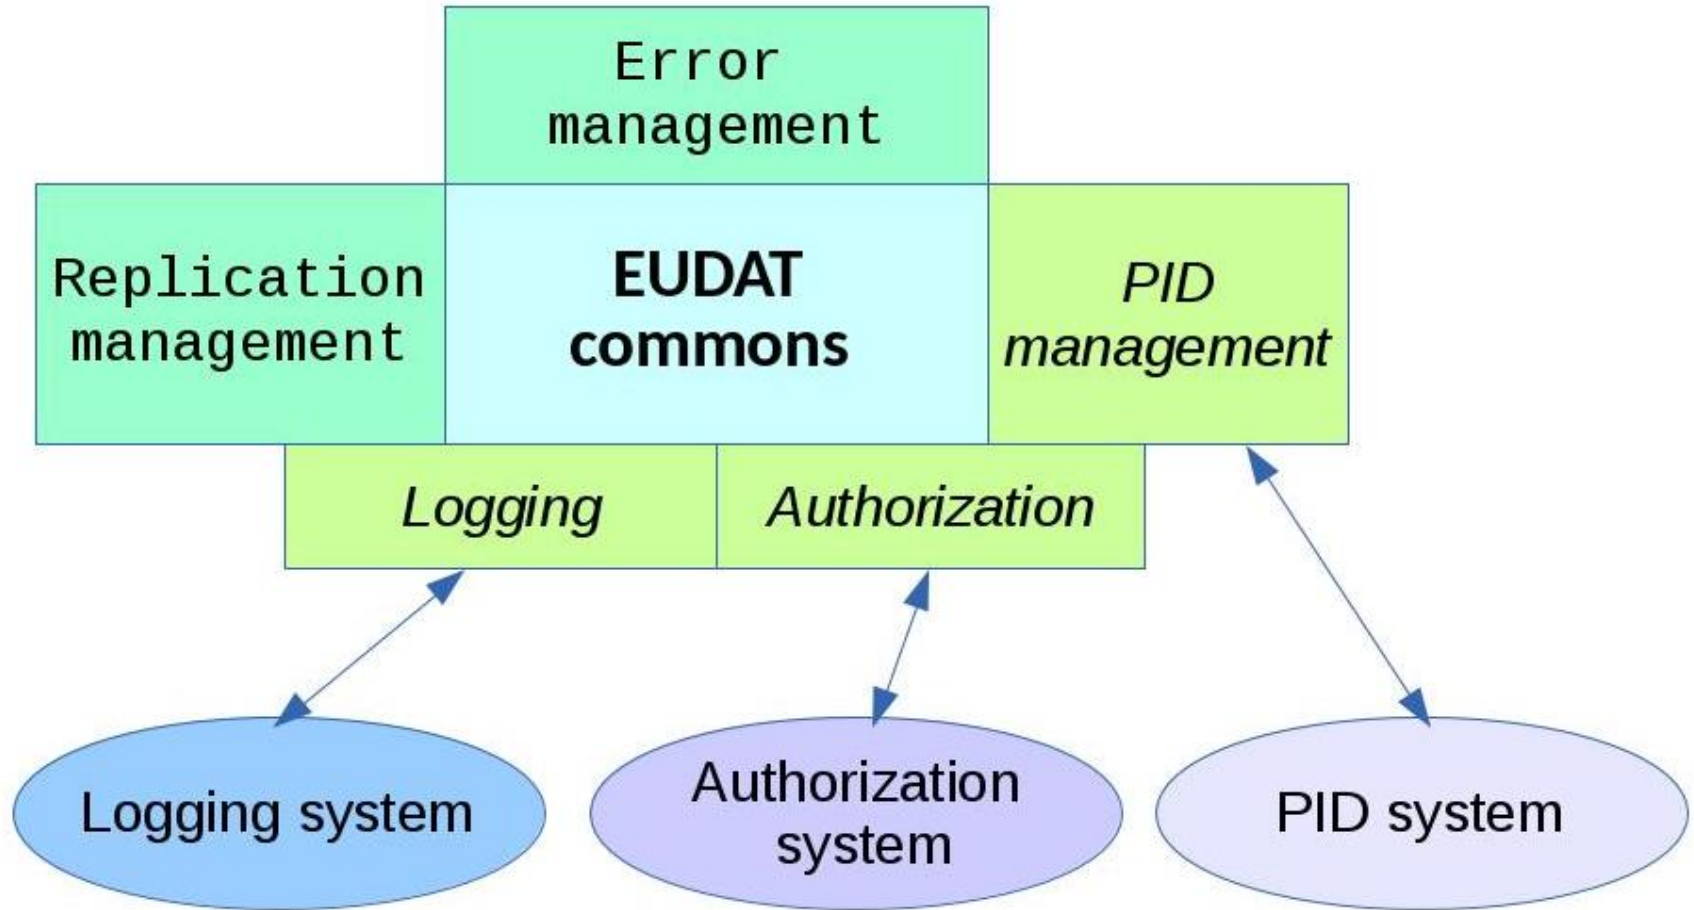 Error
management
Replication
management
EUDAT
commons
PID
management
Logging
Authorization
Logging system
Authorization
system
PID system